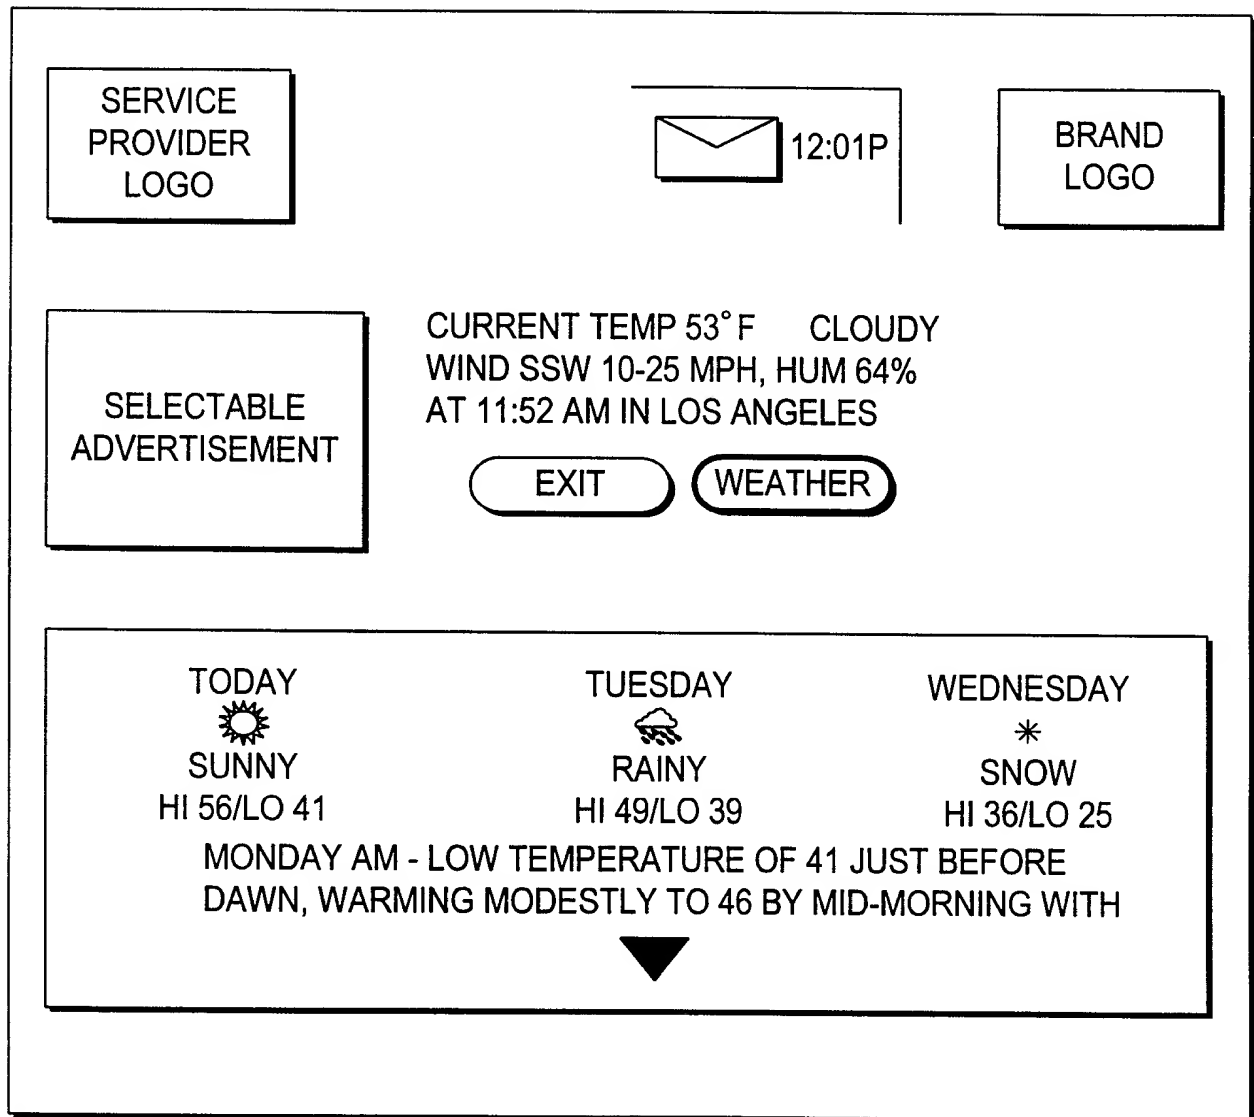 SERVICE
PROVIDER
LOGO
12:01P
BRAND
LOGO
SELECTABLE
ADVERTISEMENT
CURRENT TEMP 53° F CLOUDY
WIND SSW 10-25 MPH, HUM 64%
AT 11:52 AM IN LOS ANGELES
EXIT
WEATHER
TODAY
SUNNY
HI 56/LO 41
TUESDAY
RAINY
HI 49/LO 39
WEDNESDAY
SNOW
HI 36/LO 25
MONDAY AM - LOW TEMPERATURE OF 41 JUST BEFORE
DAWN, WARMING MODESTLY TO 46 BY MID-MORNING WITH